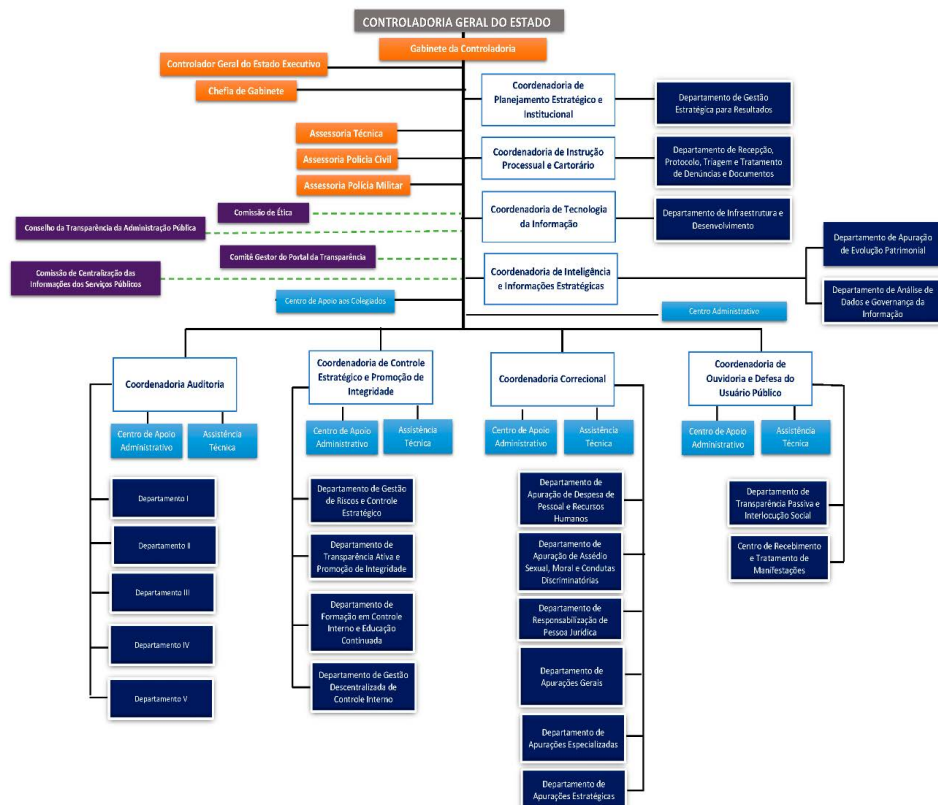 CONTROLADORIA GERAL DO ESTADO
Gabinete da Controladoria
Controlador Geral do Estado Executivo
Chefia de Gabinete
Assessoria Técnica
Assessoria Polícia Civil
Assessoria Polícia Militar
Comissão de Ética
Conselho da Transparência da Administração Pública
Comitê Gestor do Portal da Transparência
Comissão de Centralização das
Informações dos Serviços Públicos
Centro de Apoio aos Colegiados
Coordenadoria de
Planejamento Estratégico e
Institucional
Departamento de Gestão
Estratégica para Resultados
Coordenadoria de Instrução
Processual e Cartorário
Departamento de Recepção,
Protocolo, Triagem e Tratamento
de Denúncias e Documentos
Coordenadoria de Tecnologia
da Informação
Departamento de Infraestrutura e
Desenvolvimento
Coordenadoria de Inteligência
e Informações Estratégicas
Departamento de Apuração
de Evolução Patrimonial
Departamento de Análise de
Dados e Governança da
Informação
Centro Administrativo
Coordenadoria Auditoria
Centro de Apoio
Administrativo
Assistência
Técnica
Departamento I
Departamento II
Departamento III
Departamento IV
Departamento V
Coordenadoria de Controle
Estratégico e Promoção de
Integridade
Centro de Apoio
Administrativo
Assistência
Técnica
Departamento de Gestão
de Riscos e Controle
Estratégico
Departamento de
Transparência Ativa e
Promoção de Integridade
Departamento de
Formação em Controle
Interno e Educação
Continuada
Departamento de Gestão
Descentralizada de
Controle Interno
Coordenadoria Correcional
Centro de Apoio
Administrativo
Assistência
Técnica
Departamento de
Apuração de Despesa de
Pessoal e Recursos
Humanos
Departamento de
Apuração de Assédio
Sexual, Moral e Condutas
Discriminatórias
Departamento de
Responsabilização de
Pessoa Jurídica
Departamento de
Apurações Gerais
Departamento de
Apurações Especializadas
Departamento de
Apurações Estratégicas
Coordenadoria de
Ouvidoria e Defesa do
Usuário Público
Centro de Apoio
Administrativo
Assistência
Técnica
Departamento de
Transparência Passiva e
Interlocução Social
Centro de Recebimento
e Tratamento de
Manifestações